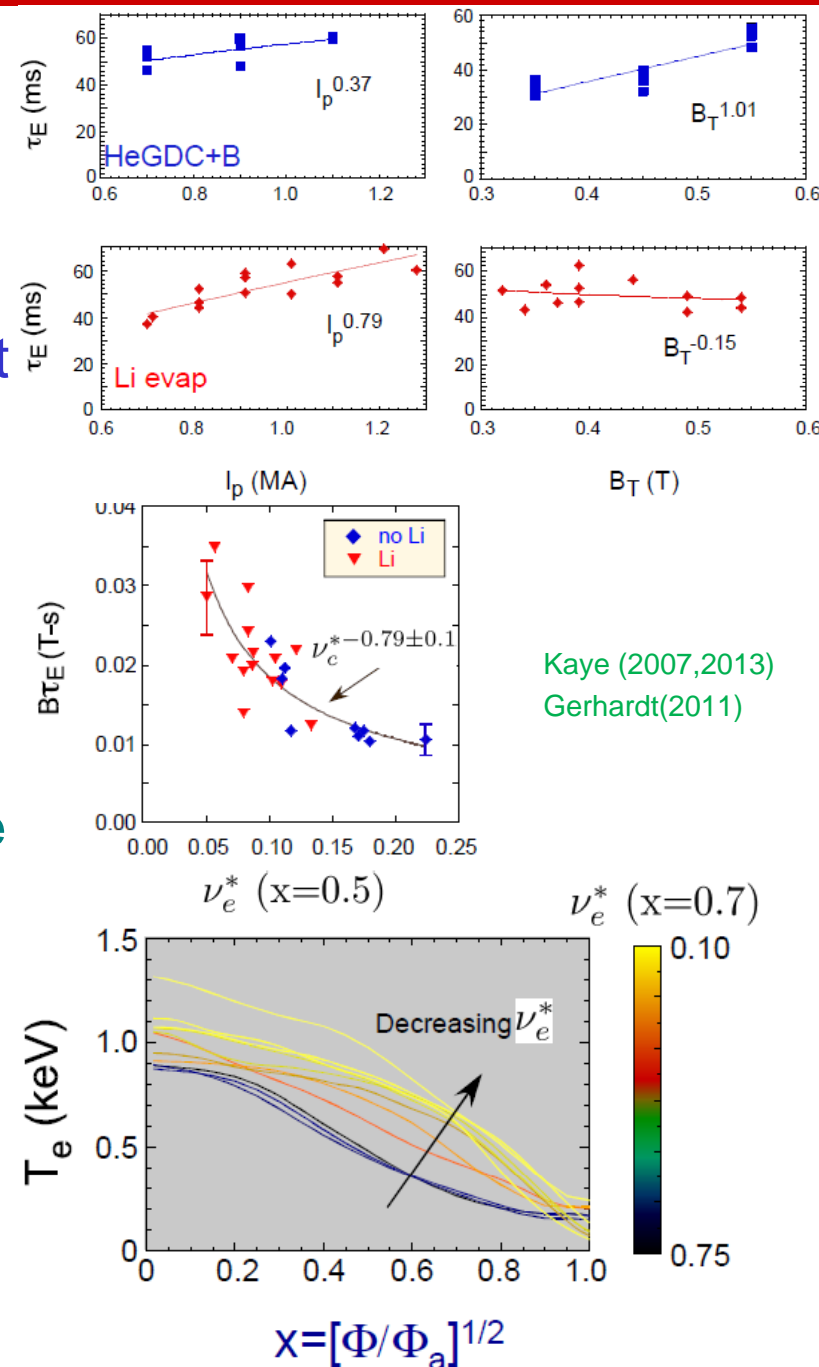 60
40
20
0
τE (ms)
Ip^0.37
HeGDC+B
0.6 0.8 1.0 1.2
60
40
20
0
BT^1.01
0.3 0.4 0.5 0.6
t
60
40
20
0
τE (ms)
Ip^0.79
Li evap
0.6 0.8 1.0 1.2
Ip (MA)
60
40
20
0
BT^-0.15
0.3 0.4 0.5 0.6
BT (T)
0.04
0.03
0.02
0.01
0.00
BτE (T-s)
no Li
Li
νc^*-0.79±0.1
0.00 0.05 0.10 0.15 0.20 0.25
νe* (x=0.5)
Kaye (2007,2013)
Gerhardt(2011)
e
νe* (x=0.7)
0.10
0.75
1.5
1.0
0.5
0
Te (keV)
Decreasing νe*
0 0.2 0.4 0.6 0.8 1.0
x=[Φ/Φa]^1/2